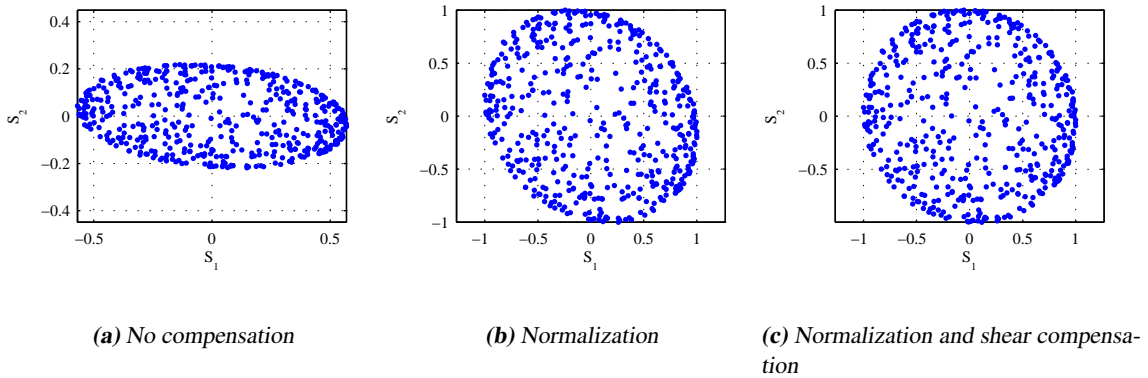 0.4
0.2
0
−0.2
−0.4
S2
−0.5 0 0.5
S1
1
0.5
0
−0.5
−1
S2
−1 −0.5 0 0.5 1
S1
1
0.5
0
−0.5
−1
S2
−1 −0.5 0 0.5 1
S1
(a) No compensation
(b) Normalization
(c) Normalization and shear compensa-
tion